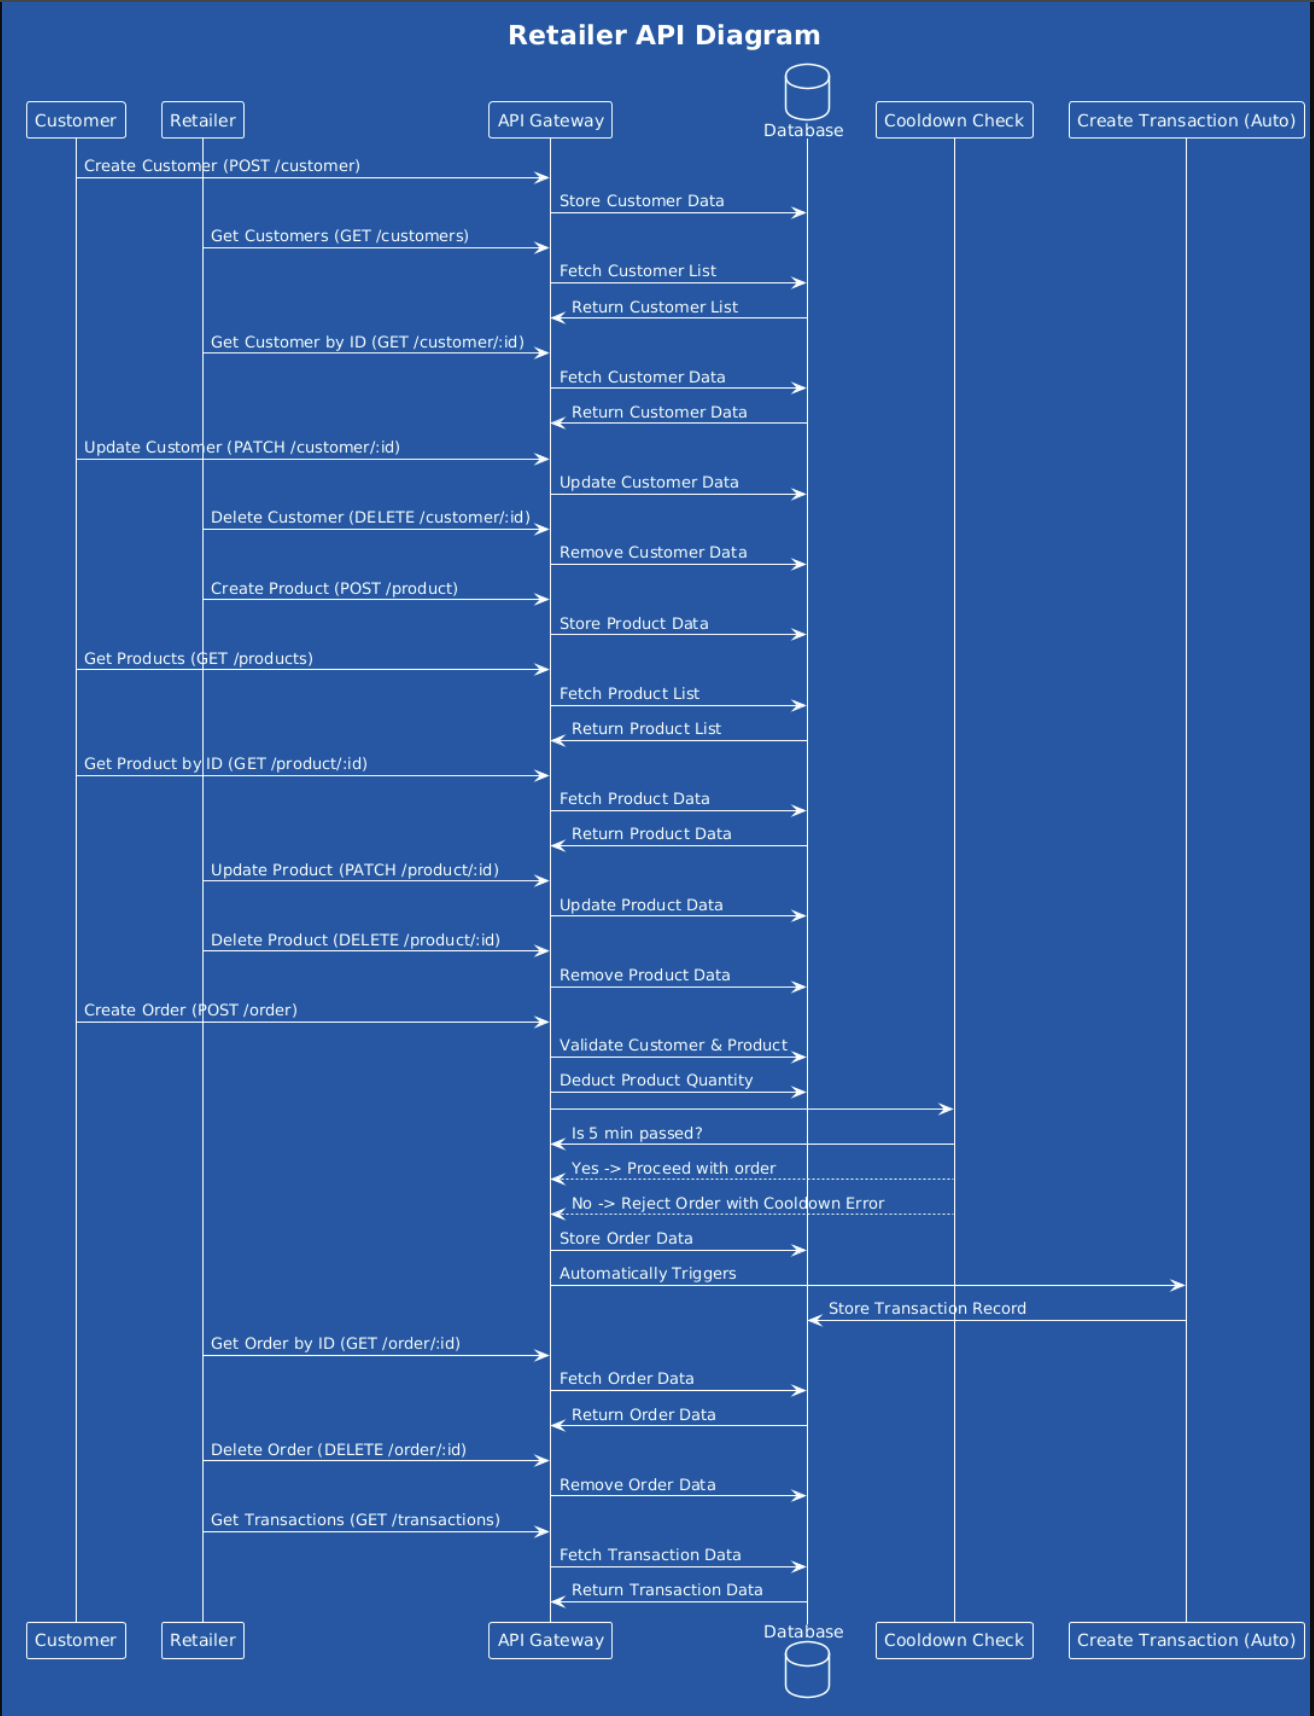 Retailer API Diagram
Customer
Retailer
API Gateway
Database
Cooldown Check
Create Transaction (Auto)
Create Customer (POST /customer)
Store Customer Data
Get Customers (GET /customers)
Fetch Customer List
Return Customer List
Get Customer by ID (GET /customer/:id)
Fetch Customer Data
Return Customer Data
Update Customer (PATCH /customer/:id)
Update Customer Data
Delete Customer (DELETE /customer/:id)
Remove Customer Data
Create Product (POST /product)
Store Product Data
Get Products (GET /products)
Fetch Product List
Return Product List
Get Product by ID (GET /product/:id)
Fetch Product Data
Return Product Data
Update Product (PATCH /product/:id)
Update Product Data
Delete Product (DELETE /product/:id)
Remove Product Data
Create Order (POST /order)
Validate Customer & Product
Deduct Product Quantity
Is 5 min passed?
Yes -> Proceed with order
No -> Reject Order with Cooldown Error
Store Order Data
Automatically Triggers
Store Transaction Record
Get Order by ID (GET /order/:id)
Fetch Order Data
Return Order Data
Delete Order (DELETE /order/:id)
Remove Order Data
Get Transactions (GET /transactions)
Fetch Transaction Data
Return Transaction Data
Customer
Retailer
API Gateway
Database
Cooldown Check
Create Transaction (Auto)